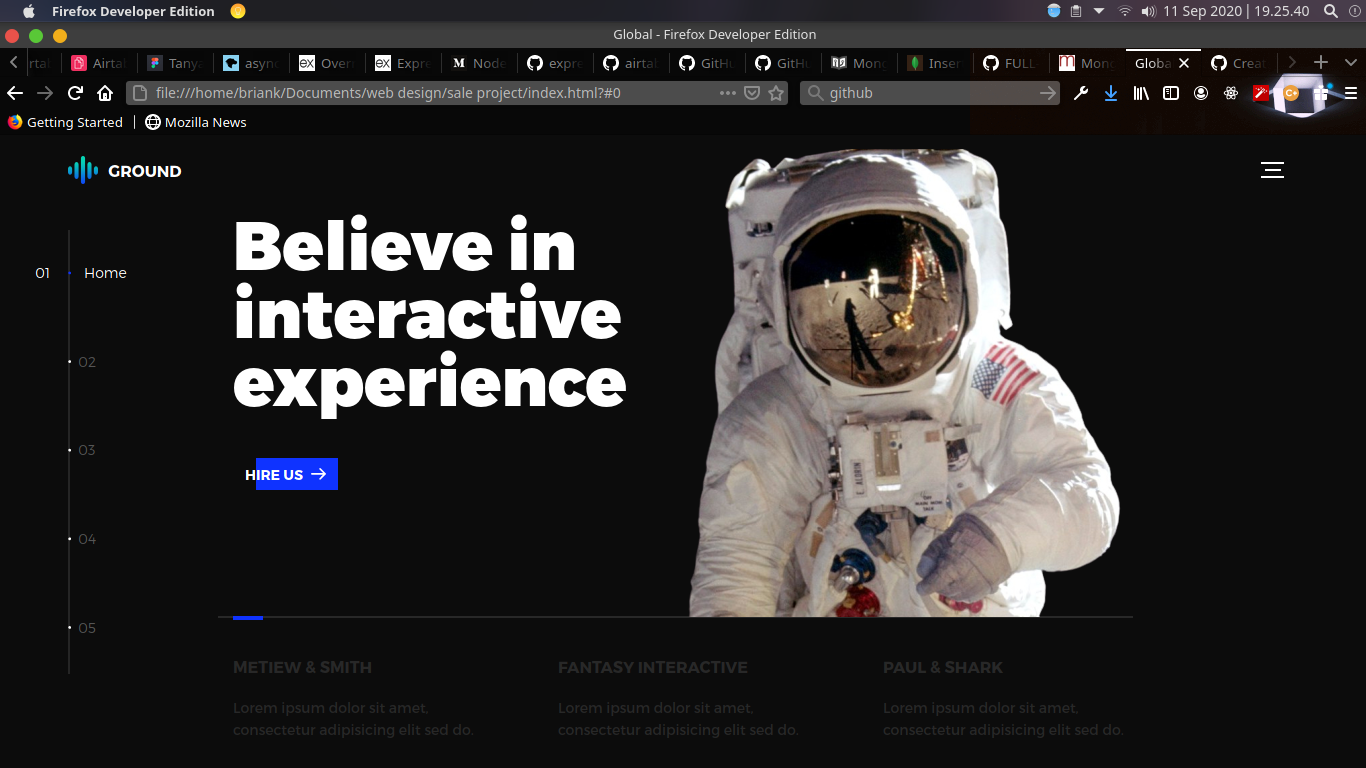 Firefox Developer Edition
11 Sep 2020 | 19.25.40
Global - Firefox Developer Edition
rtal
Airtal
Tanya
async
Over
Expre
M Node
expre
airtab
GitHu
GitHu
Mong
Inser
FULL
Mong
Globa
Creat
file:///home/briank/Documents/web design/sale project/index.html?#0
github
Getting Started
Mozilla News
GROUND
Believe in
interactive
experience
01 Home
02
03
HIRE US →
04
05
E. ALDRIN
METIEW & SMITH
FANTASY INTERACTIVE
PAUL & SHARK
Lorem ipsum dolor sit amet,
consectetur adipisicing elit sed do.
Lorem ipsum dolor sit amet,
consectetur adipisicing elit sed do.
Lorem ipsum dolor sit amet,
consectetur adipisicing elit sed do.